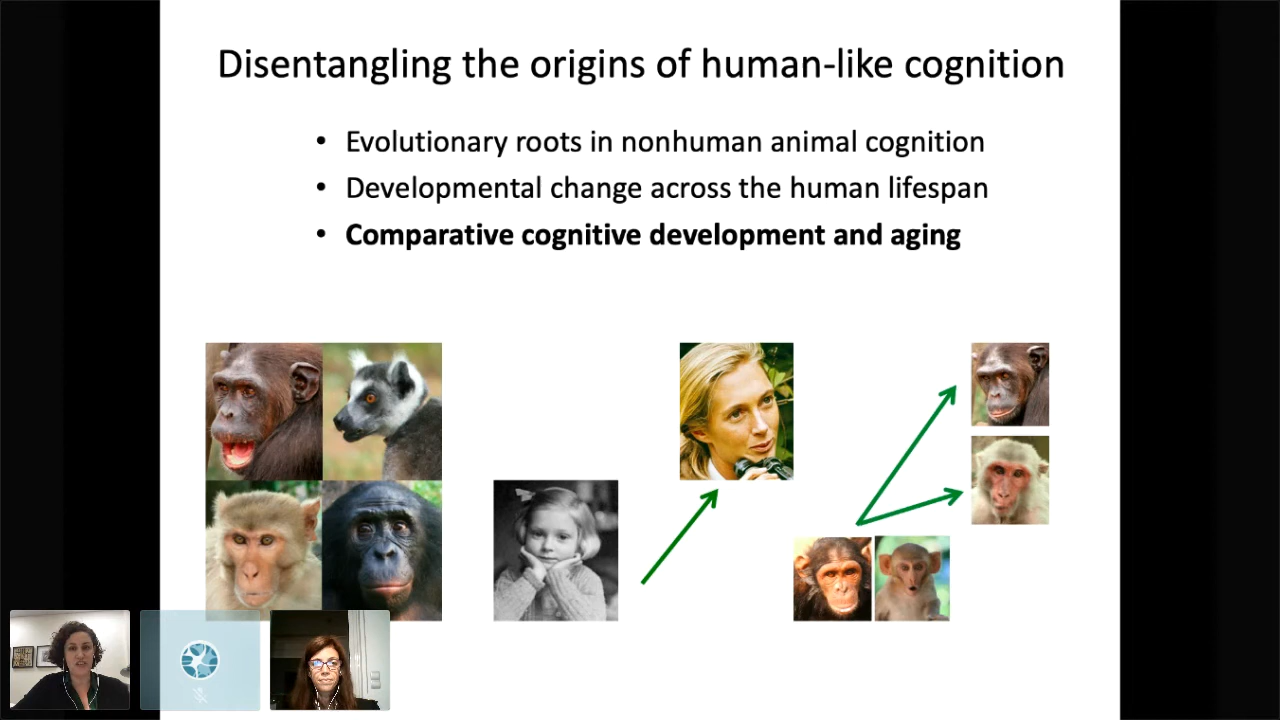 Disentangling the origins of human-like cognition
• Evolutionary roots in nonhuman animal cognition
• Developmental change across the human lifespan
• Comparative cognitive development and aging